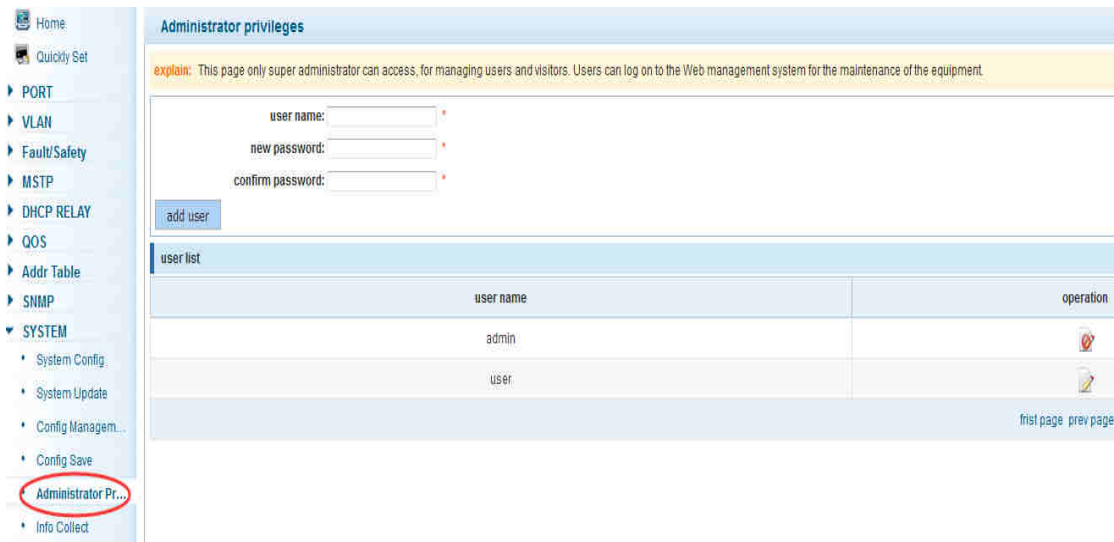 Home
Quickly Set
PORT
VLAN
Fault/Safety
MSTP
DHCP RELAY
QOS
Addr Table
SNMP
SYSTEM
System Config
System Update
Config Managem...
Config Save
Administrator Pr...
Info Collect
Administrator privileges
explain: This page only super administrator can access, for managing users and visitors. Users can log on to the Web management system for the maintenance of the equipment.
user name: *
new password: *
confirm password: *
add user
user list
user name operation
admin
user
frist page prev page